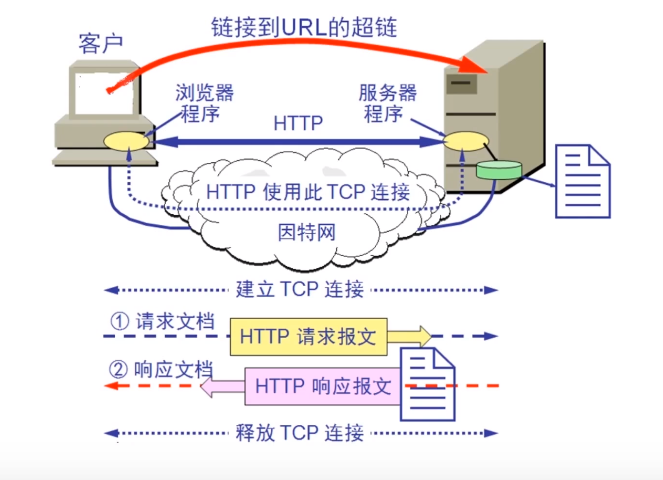 链接到URL的超链
客户
浏览器
程序
服务器
程序
HTTP
HTTP 使用此 TCP 连接
因特网
建立 TCP 连接
① 请求文档
HTTP 请求报文
② 响应文档
HTTP 响应报文
释放 TCP 连接